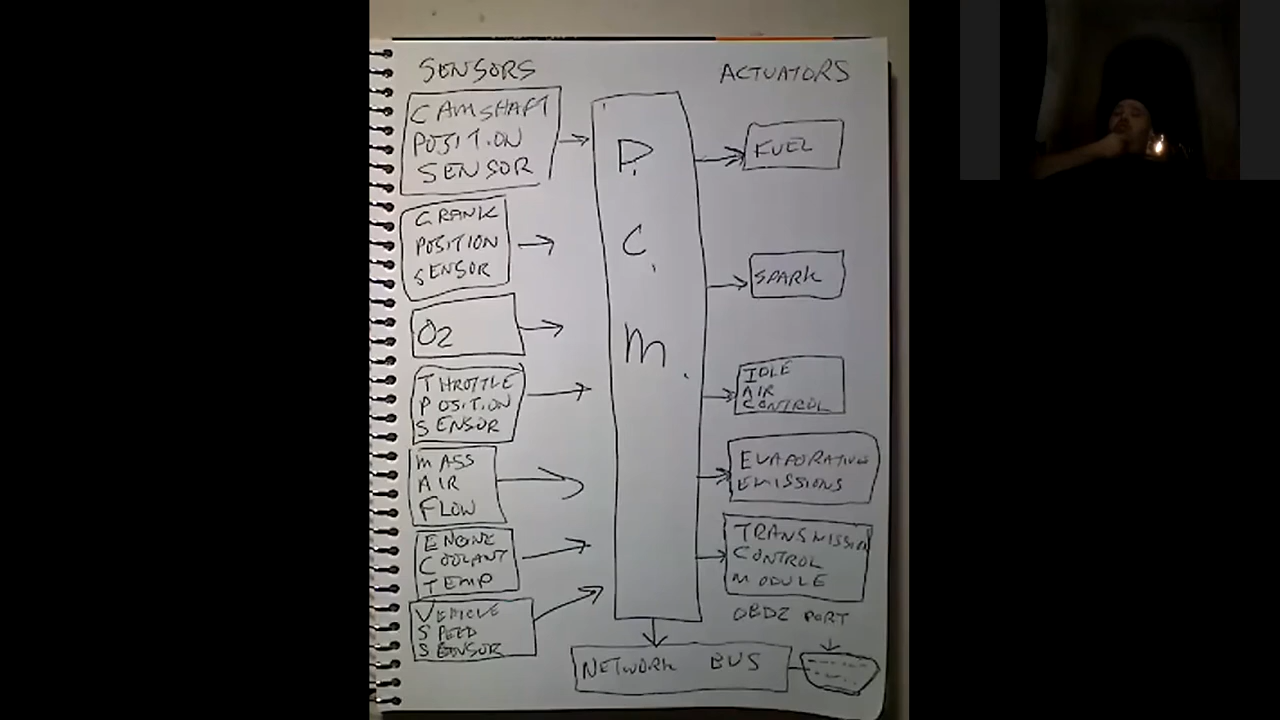 SENSORS
ACTUATORS
CAMSHAFT
POSITION
SENSOR
CRANK
POSITION
SENSOR
O2
THROTTLE
POSITION
SENSOR
MASS
AIR
FLOW
ENGINE
COOLANT
TEMP
VEHICLE
SPEED
SENSOR
P.
C.
M.
FUEL
SPARK
IDLE
AIR
CONTROL
EVAPORATIVE
EMISSIONS
TRANSMISSION
CONTROL
MODULE
OBD2 PORT
NETWORK BUS